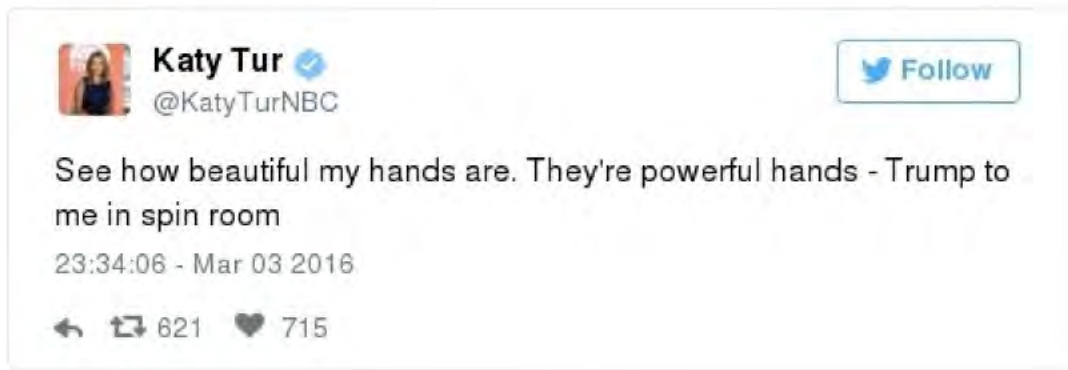 Katy Tur
Follow
@KatyTurNBC
See how beautiful my hands are. They're powerful hands - Trump to
me in spin room
23:34:06 - Mar 03 2016
621 715